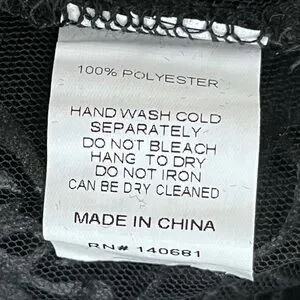 100% POLYESTER
HAND WASH COLD
SEPARATELY
DO NOT BLEACH
HANG TO DRY
DO NOT IRON
CAN BE DRY CLEANED
MADE IN CHINA
RN# 140681